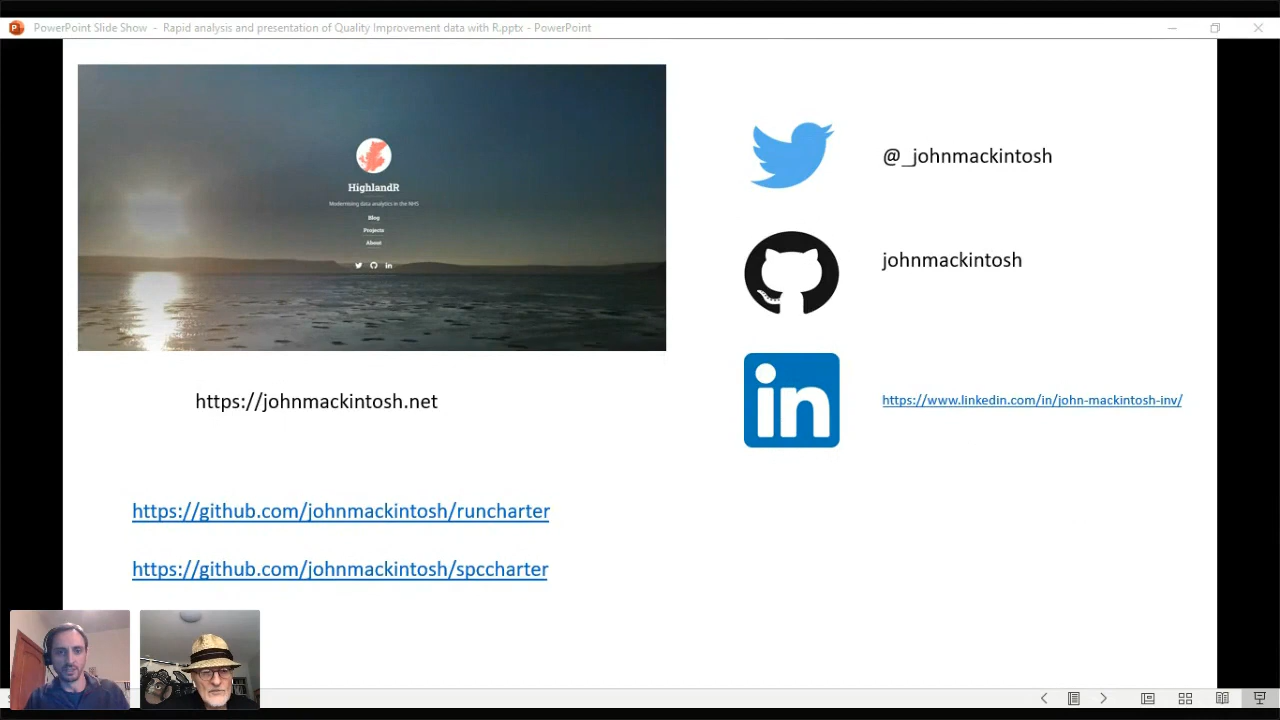 PowerPoint Slide Show - Rapid analysis and presentation of Quality Improvement data with R.pptx - PowerPoint
HighlandR
Modernising data analytics in the NHS
Blog
Projects
About
https://johnmackintosh.net
@_johnmackintosh
johnmackintosh
in
https://www.linkedin.com/in/john-mackintosh-inv/
https://github.com/johnmackintosh/runcharter
https://github.com/johnmackintosh/spccharter